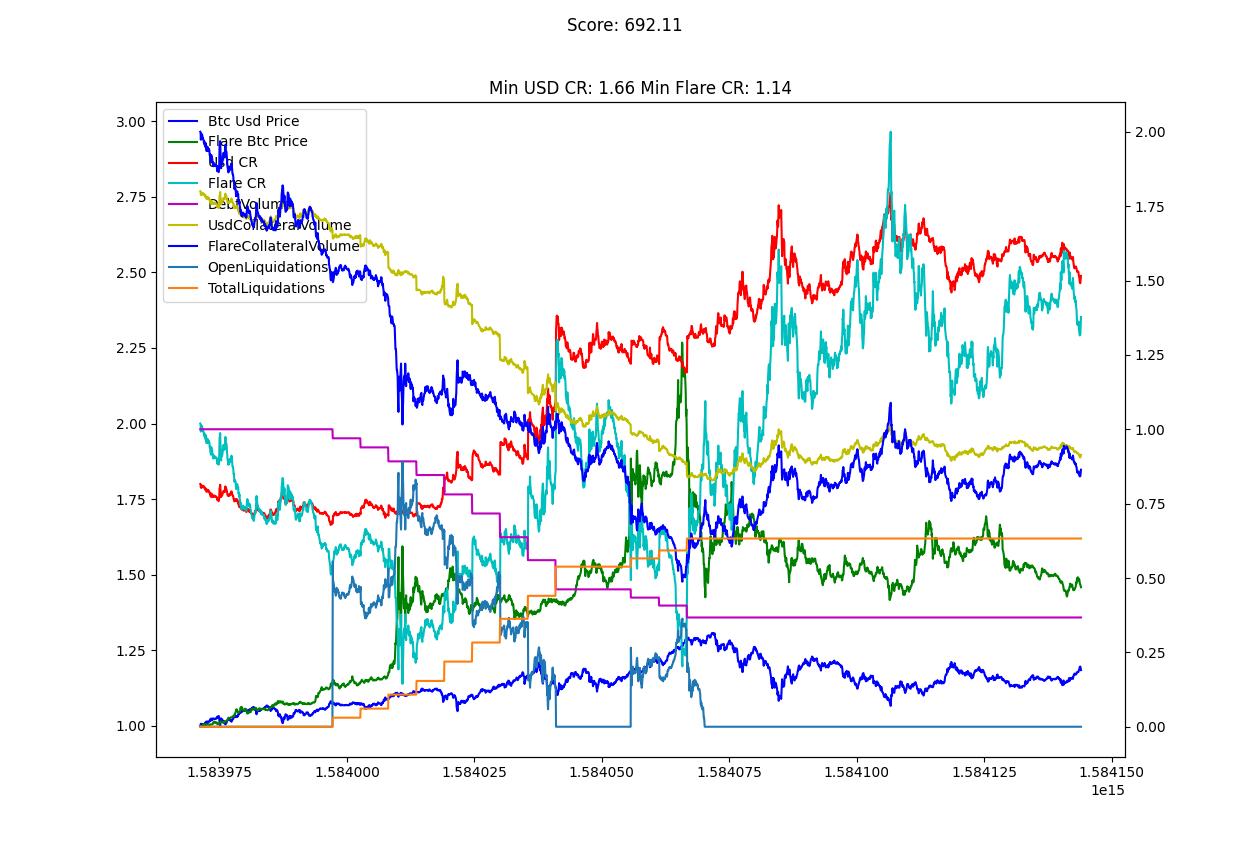 Score: 692.11
Min USD CR: 1.66 Min Flare CR: 1.14
Btc Usd Price
Flare Btc Price
Usd CR
Flare CR
DebtVolume
UsdCollateralVolume
FlareCollateralVolume
OpenLiquidations
TotalLiquidations
3.00
2.75
2.50
2.25
2.00
1.75
1.50
1.25
1.00
2.00
1.75
1.50
1.25
1.00
0.75
0.50
0.25
0.00
1.583975 1.584000 1.584025 1.584050 1.584075 1.584100 1.584125 1.584150
1e15